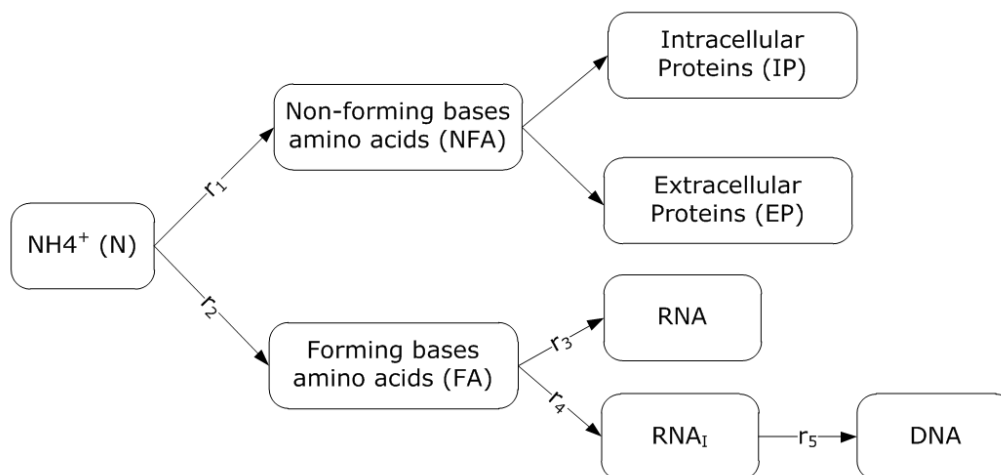 Intracellular
Proteins (IP)
Non-forming bases
amino acids (NFA)
r₁
Extracellular
Proteins (EP)
NH4⁺ (N)
r₂
RNA
Forming bases
amino acids (FA)
r₃
r₄
RNA_I
r₅
DNA